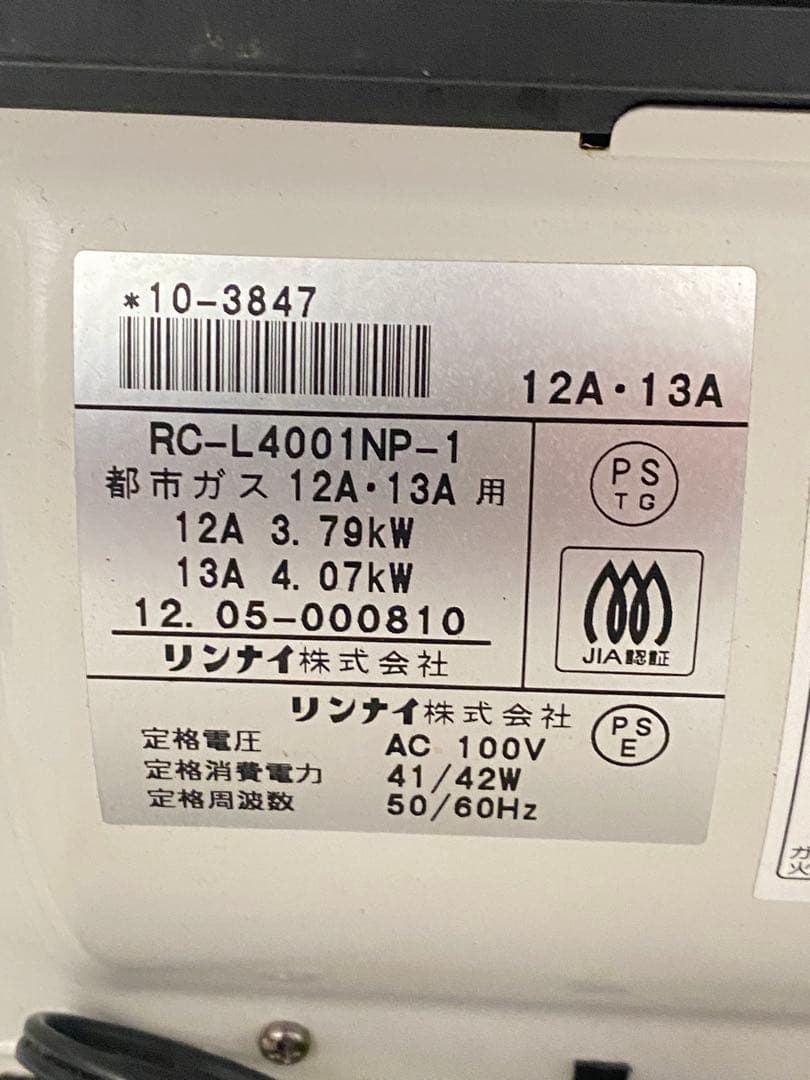 *10-3847
12A・13A
RC-L4001NP-1
都市ガス 12A・13A 用
12A 3.79kW
13A 4.07kW
12.05-000810
リンナイ株式会社
PS
TG
JIA認証
リンナイ株式会社
PS
E
定格電圧 AC 100V
定格消費電力 41/42W
定格周波数 50/60Hz
ガ
火